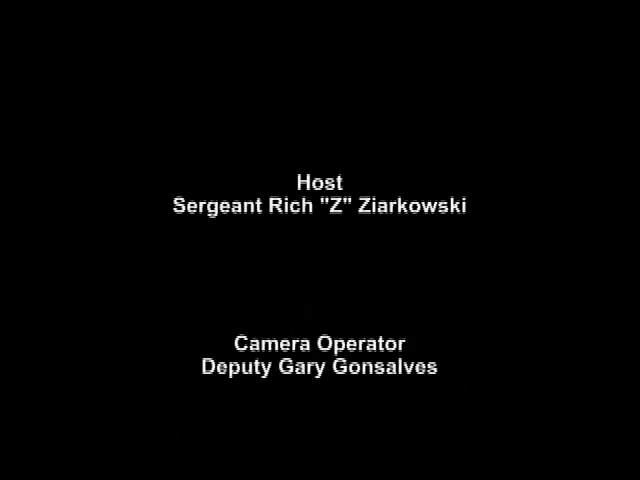 Host
Sergeant Rich "Z" Ziarkowski
Camera Operator
Deputy Gary Gonsalves